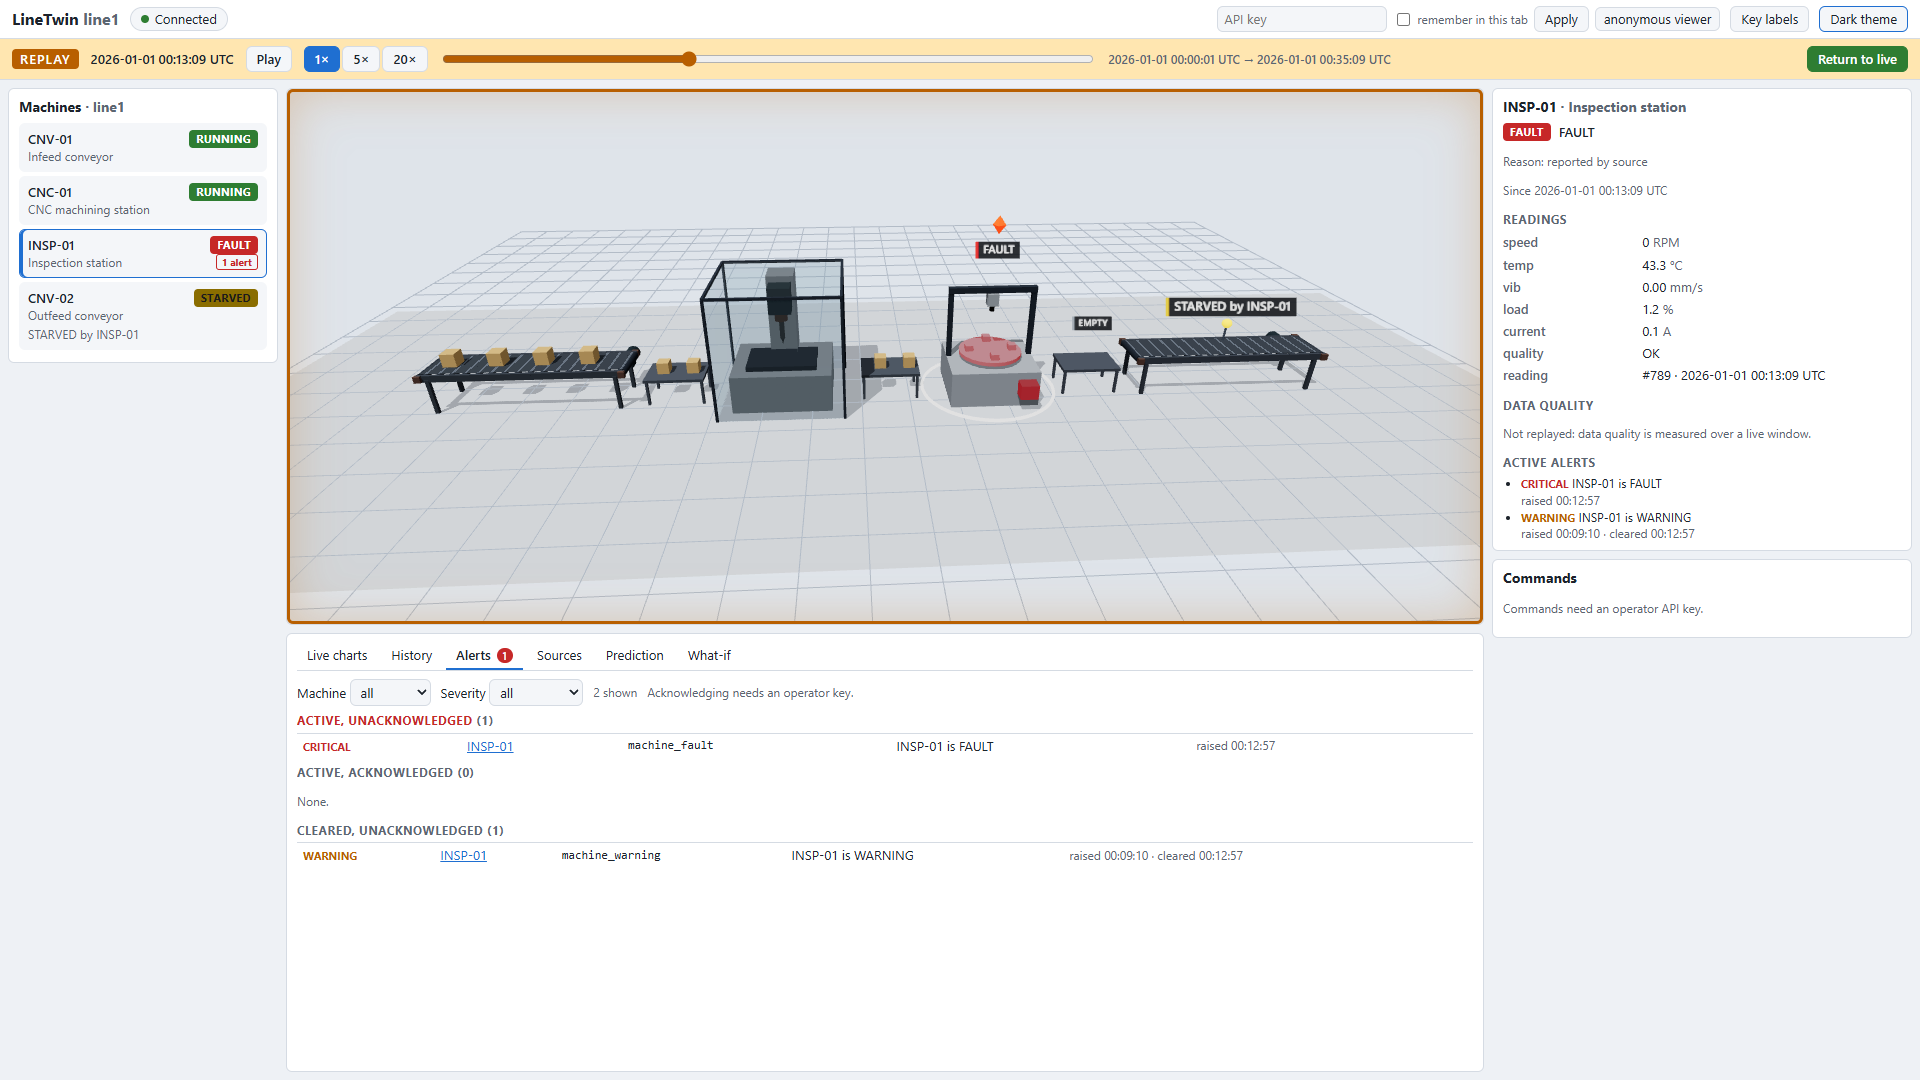 LineTwin line1
Connected
API key
remember in this tab
Apply
anonymous viewer
Key labels
Dark theme
REPLAY
2026-01-01 00:13:09 UTC
Play
1×
5×
20×
2026-01-01 00:00:01 UTC → 2026-01-01 00:35:09 UTC
Return to live
Machines · line1
CNV-01
RUNNING
Infeed conveyor
CNC-01
RUNNING
CNC machining station
INSP-01
FAULT
Inspection station
1 alert
CNV-02
STARVED
Outfeed conveyor
STARVED by INSP-01
FAULT
STARVED by INSP-01
EMPTY
INSP-01 · Inspection station
FAULT FAULT
Reason: reported by source
Since 2026-01-01 00:13:09 UTC
READINGS
speed 0 RPM
temp 43.3 °C
vib 0.00 mm/s
load 1.2 %
current 0.1 A
quality OK
reading #789 · 2026-01-01 00:13:09 UTC
DATA QUALITY
Not replayed: data quality is measured over a live window.
ACTIVE ALERTS
• CRITICAL INSP-01 is FAULT
raised 00:12:57
• WARNING INSP-01 is WARNING
raised 00:09:10 · cleared 00:12:57
Commands
Commands need an operator API key.
Live charts
History
Alerts 1
Sources
Prediction
What-if
Machine all Severity all 2 shown Acknowledging needs an operator key.
ACTIVE, UNACKNOWLEDGED (1)
CRITICAL INSP-01 machine_fault INSP-01 is FAULT raised 00:12:57
ACTIVE, ACKNOWLEDGED (0)
None.
CLEARED, UNACKNOWLEDGED (1)
WARNING INSP-01 machine_warning INSP-01 is WARNING raised 00:09:10 · cleared 00:12:57